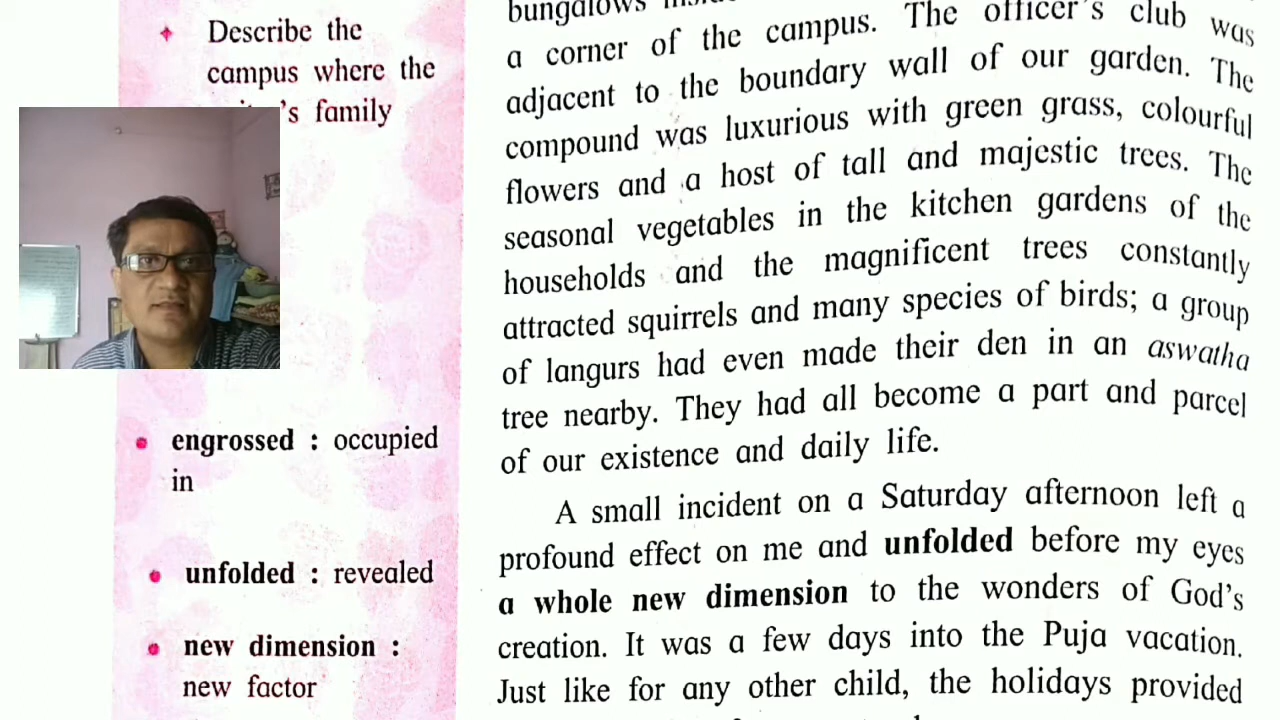 Describe the
campus where the
's family
engrossed : occupied
in
unfolded : revealed
new dimension :
new factor
bungalows
a corner of the campus. The officer's club was
adjacent to the boundary wall of our garden. The
compound was luxurious with green grass, colourful
flowers and a host of tall and majestic trees. The
seasonal vegetables in the kitchen gardens of the
households and the magnificent trees constantly
attracted squirrels and many species of birds; a group
of langurs had even made their den in an aswatha
tree nearby. They had all become a part and parcel
of our existence and daily life.
A small incident on a Saturday afternoon left a
profound effect on me and unfolded before my eyes
a whole new dimension to the wonders of God's
creation. It was a few days into the Puja vacation.
Just like for any other child, the holidays provided